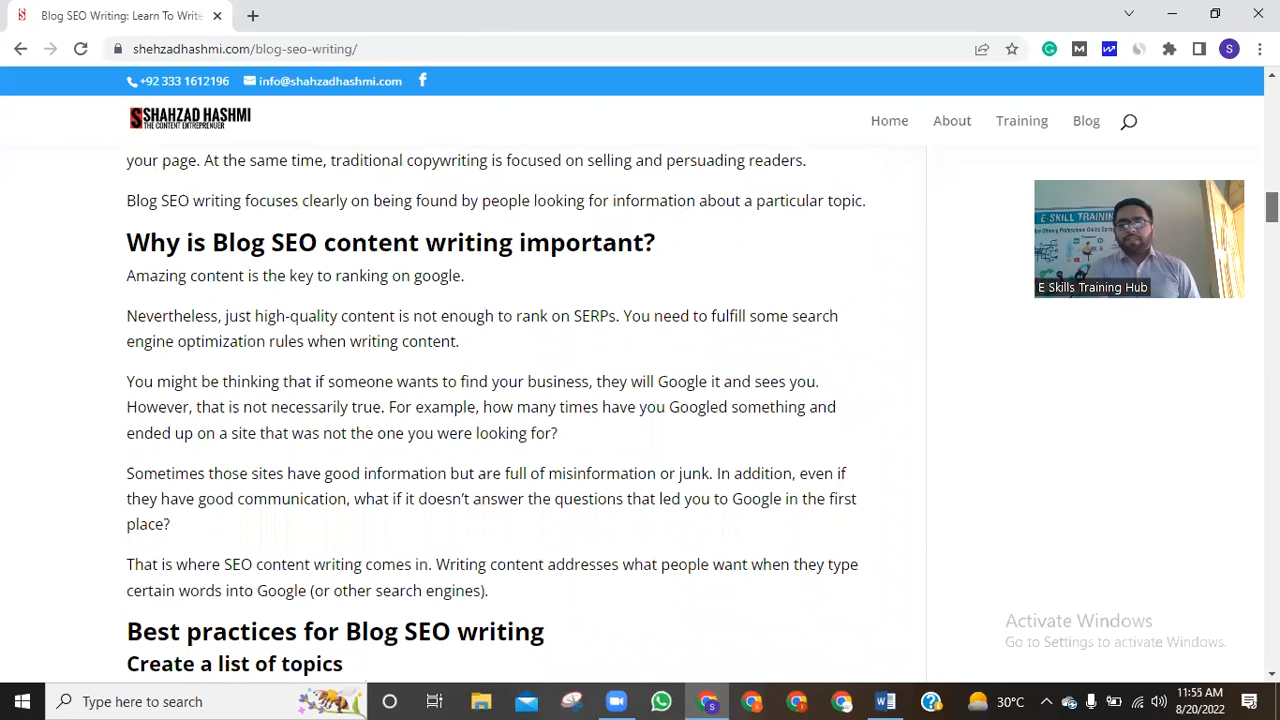 Blog SEO Writing: Learn To Write
shehzadhashmi.com/blog-seo-writing/
S
+92 333 1612196
info@shahzadhashmi.com
SHAHZAD HASHMI
THE CONTENT ENTREPRENUER
Home
About
Training
Blog
your page. At the same time, traditional copywriting is focused on selling and persuading readers.
Blog SEO writing focuses clearly on being found by people looking for information about a particular topic.
Why is Blog SEO content writing important?
Amazing content is the key to ranking on google.
Nevertheless, just high-quality content is not enough to rank on SERPs. You need to fulfill some search
engine optimization rules when writing content.
You might be thinking that if someone wants to find your business, they will Google it and sees you.
However, that is not necessarily true. For example, how many times have you Googled something and
ended up on a site that was not the one you were looking for?
Sometimes those sites have good information but are full of misinformation or junk. In addition, even if
they have good communication, what if it doesn't answer the questions that led you to Google in the first
place?
That is where SEO content writing comes in. Writing content addresses what people want when they type
certain words into Google (or other search engines).
Best practices for Blog SEO writing
Create a list of topics
E-SKILL TRAINING
E Skills Training Hub
Activate Windows
Go to Settings to activate Windows.
Type here to search
30°C
11:55 AM
8/20/2022